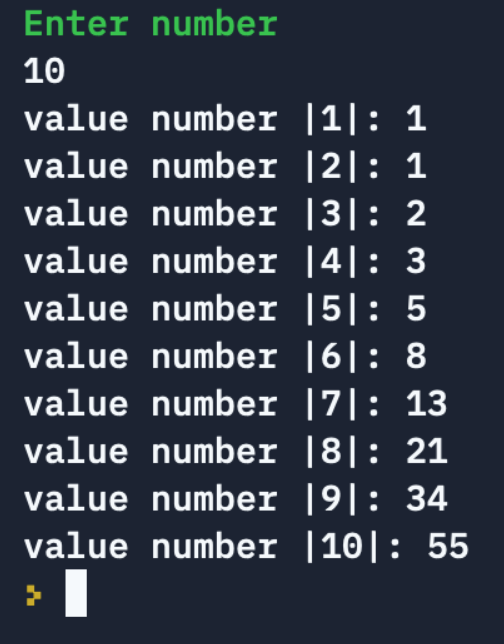 Enter number
10
value number |1|: 1
value number |2|: 1
value number |3|: 2
value number |4|: 3
value number |5|: 5
value number |6|: 8
value number |7|: 13
value number |8|: 21
value number |9|: 34
value number |10|: 55
>